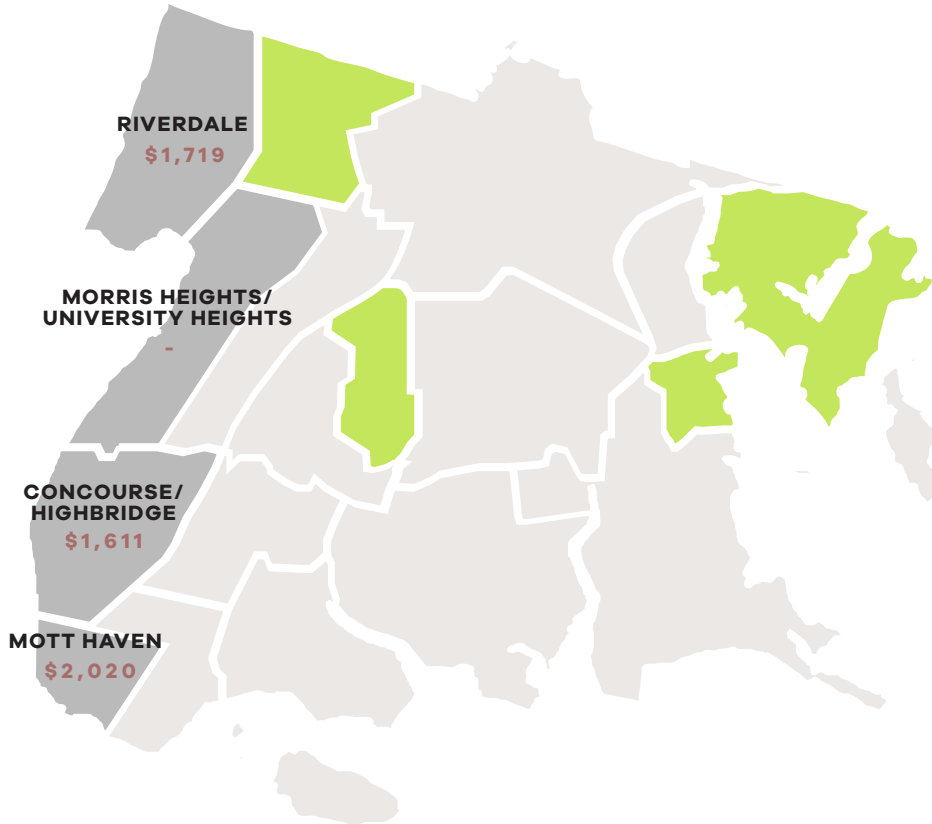 RIVERDALE
$1,719
MORRIS HEIGHTS/
UNIVERSITY HEIGHTS
-
CONCOURSE/
HIGHBRIDGE
$1,611
MOTT HAVEN
$2,020